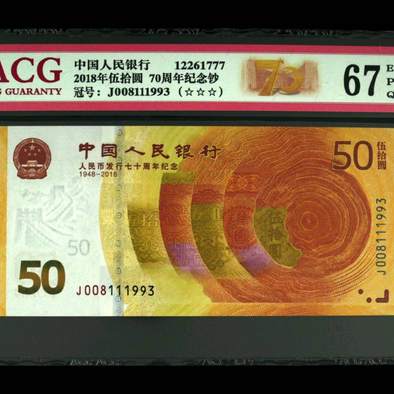 ACG
GUARANTY
中国人民银行 12261777
2018年伍拾圆 70周年纪念钞
冠号: J008111993 (☆☆☆)
70
67
E
P
Q
中国人民银行
人民币发行七十周年纪念
1948-2018
50 伍拾圆
50
50
J008111993
J008111993